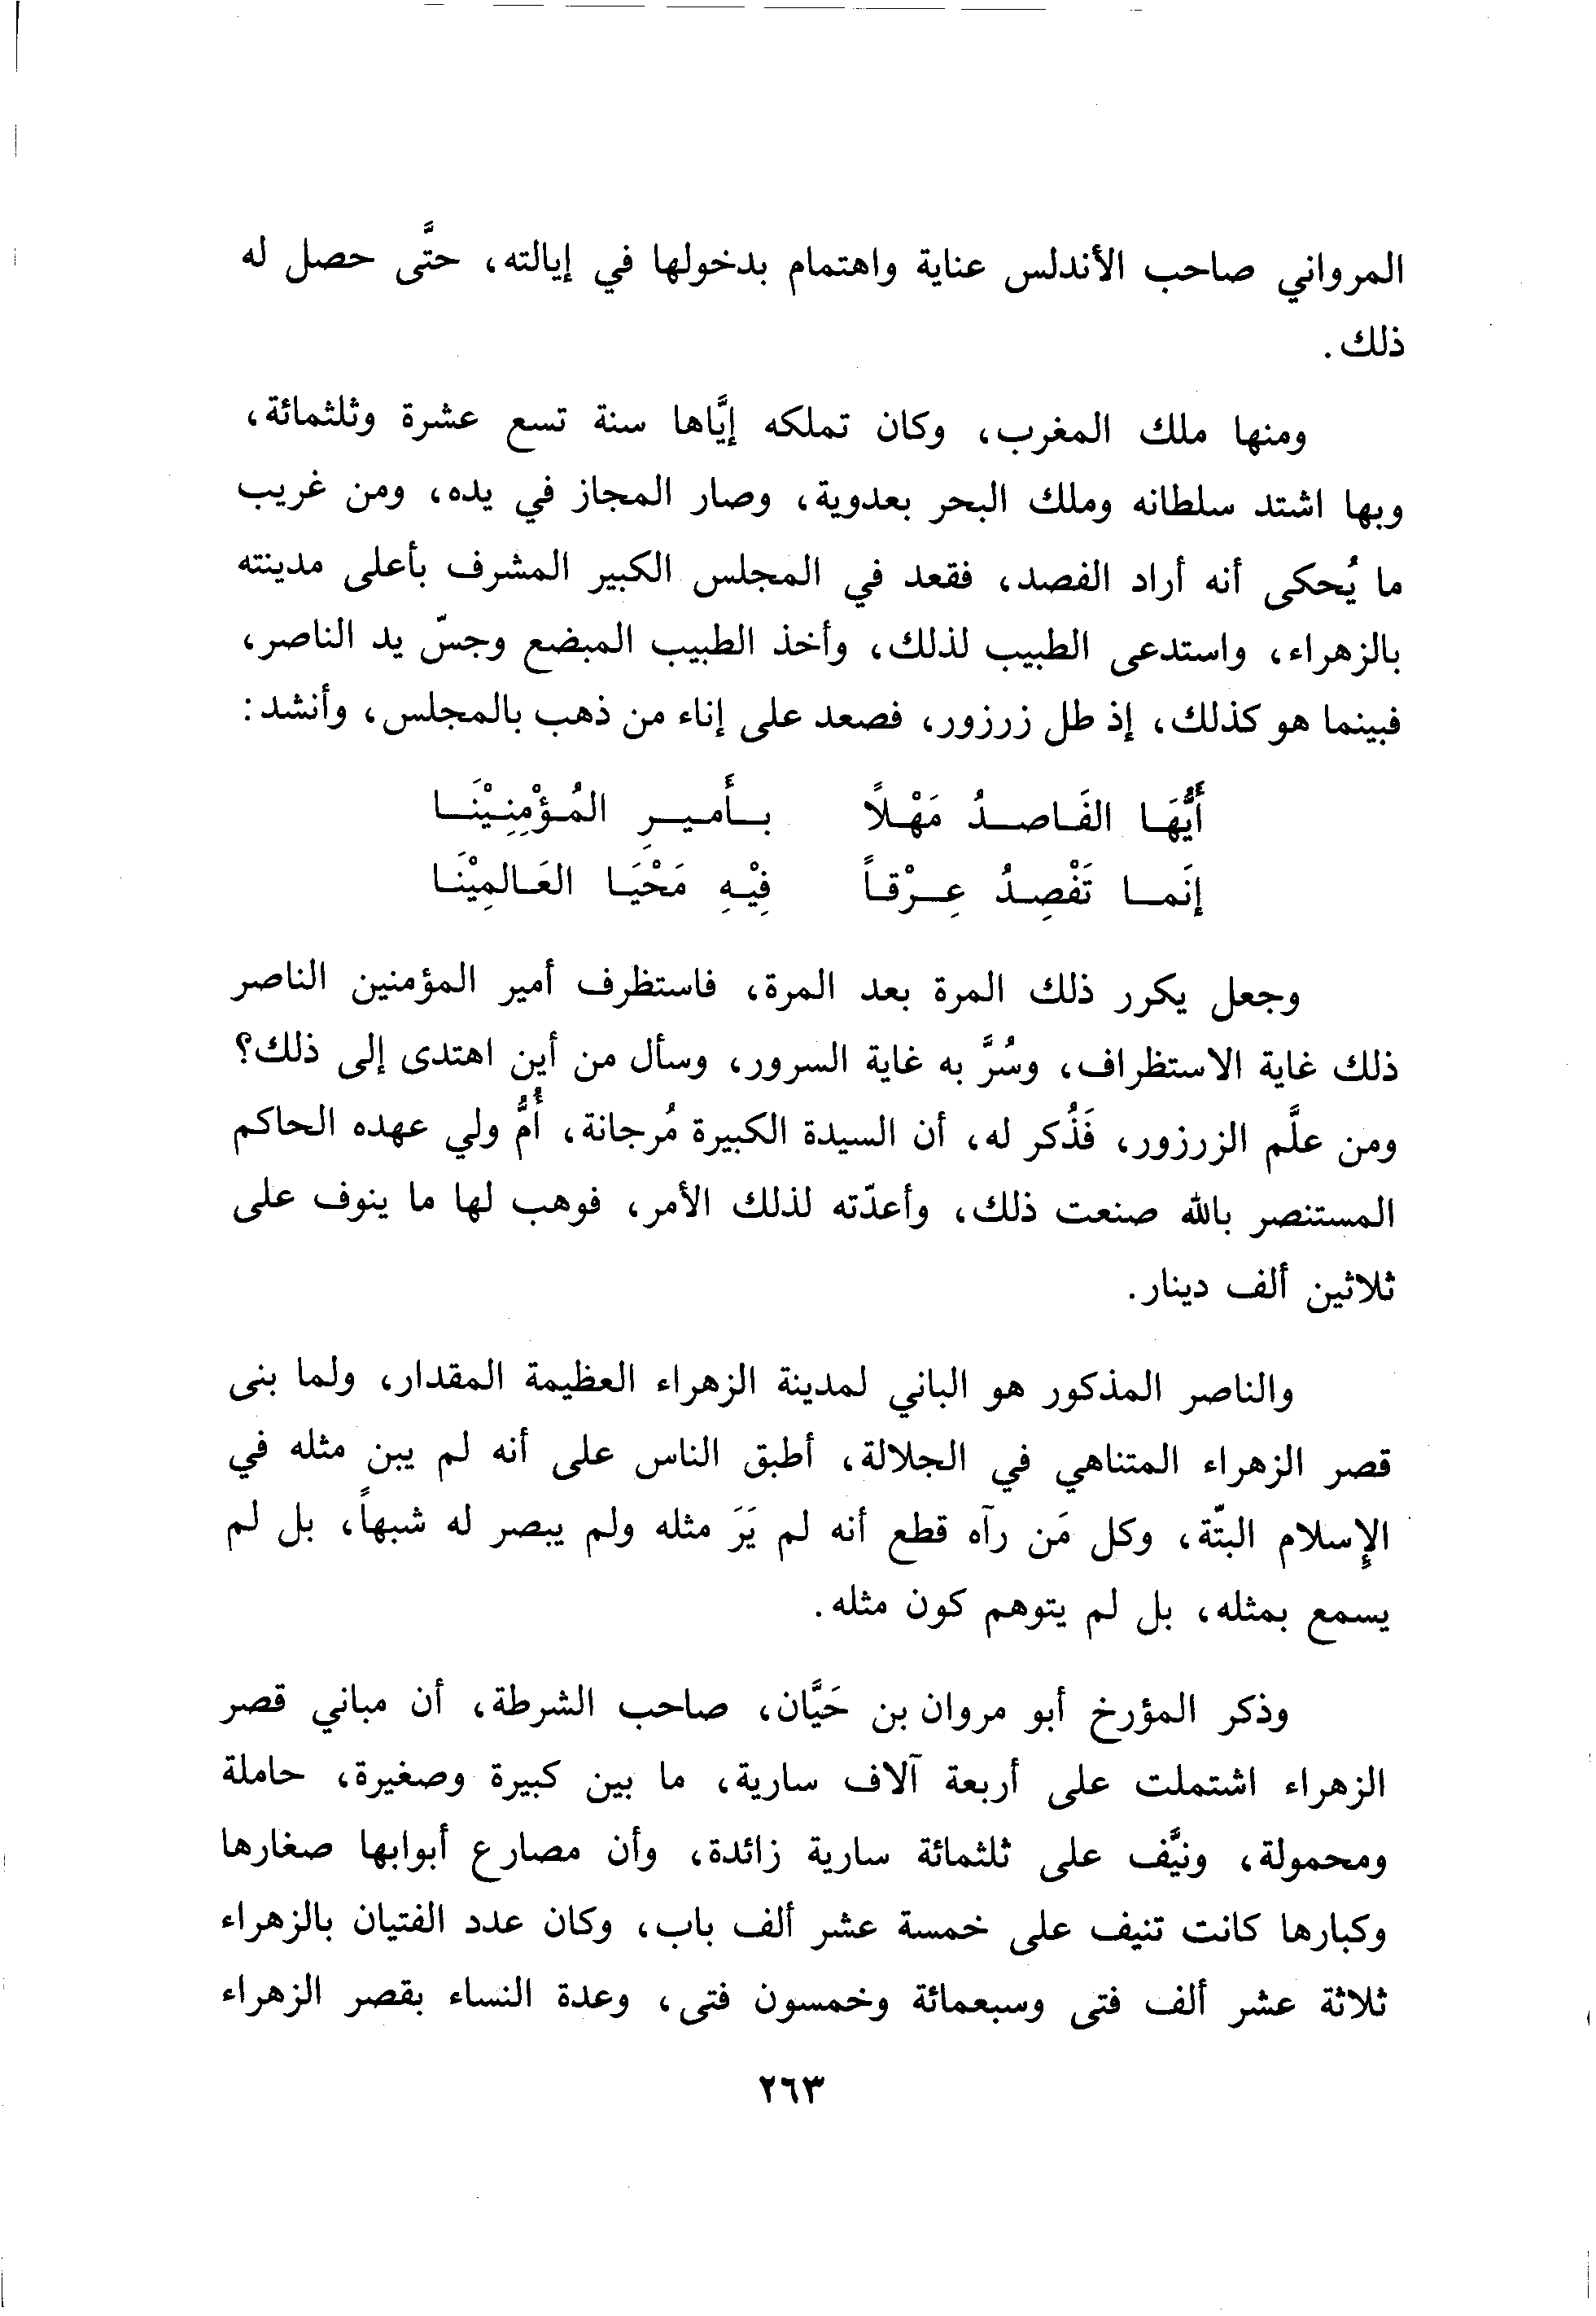 المرواني صاحب الأندلس عناية واهتمام بدخولها في إيالته، حتَّى حصل له
ذلك.
ومنها ملك المغرب، وكان تملكه إيَّاها سنة تسع عشرة وثلثمائة،
وبها اشتد سلطانه وملك البحر بعدوية، وصار المجاز في يده، ومن غريب
ما يُحكى أنه أراد الفصد، فقعد في المجلس الكبير المشرف بأعلى مدينته
بالزهراء، واستدعى الطبيب لذلك، وأخذ الطبيب المبضع وجسّ يد الناصر،
فبينما هو كذلك، إذ طل زرزور، فصعد على إناء من ذهب بالمجلس، وأنشد:
أَيُّهَا الفَاصدُ مَهْلاً بأَميرِ المُؤْمِنِيْنَا
إنَما تَفْصِدُ عِرْقاً فِيْهِ مَحْيَا العَالمِيْنَا
وجعل يكرر ذلك المرة بعد المرة، فاستظرف أمير المؤمنين الناصر
ذلك غاية الاستظراف، وسُرَّ به غاية السرور، وسأل من أين اهتدى إلى ذلك؟
ومن علَّم الزرزور، فَذُكر له، أن السيدة الكبيرة مُرجانة، أُمُّ ولي عهده الحاكم
المستنصر بالله صنعت ذلك، وأعدّته لذلك الأمر، فوهب لها ما ينوف على
ثلاثين ألف دينار.
والناصر المذكور هو الباني لمدينة الزهراء العظيمة المقدار، ولما بنى
قصر الزهراء المتناهي في الجلالة، أطبق الناس على أنه لم يبن مثله في
الإسلام البتّة، وكل مَن رآه قطع أنه لم يَرَ مثله ولم يبصر له شبهاً، بل لم
يسمع بمثله، بل لم يتوهم كون مثله.
وذكر المؤرخ أبو مروان بن حَيَّان، صاحب الشرطة، أن مباني قصر
الزهراء اشتملت على أربعة آلاف سارية، ما بين كبيرة وصغيرة، حاملة
ومحمولة، ونيَّف على ثلثمائة سارية زائدة، وأن مصارع أبوابها صغارها
وكبارها كانت تنيف على خمسة عشر ألف باب، وكان عدد الفتيان بالزهراء
ثلاثة عشر ألف فتى وسبعمائة وخمسون فتى، وعدة النساء بقصر الزهراء
٢٦٣